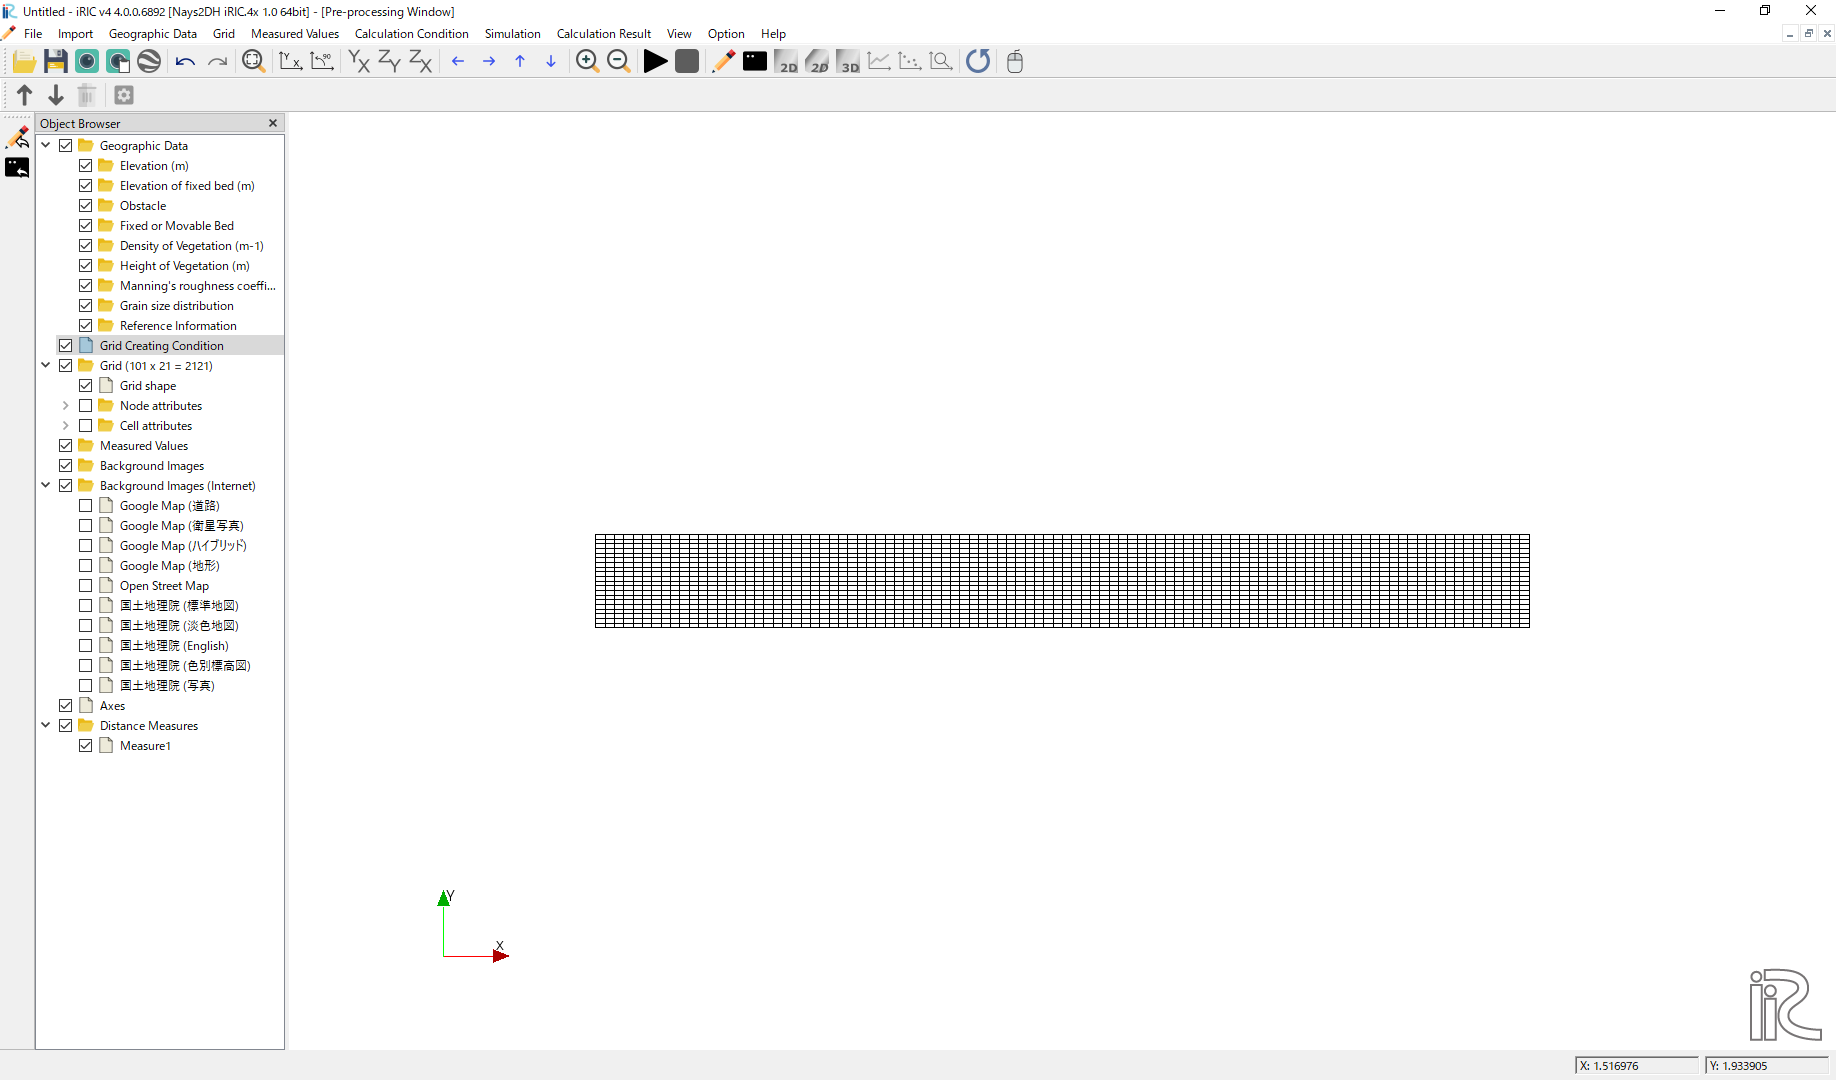 Untitled - iRIC v4 4.0.0.6892 [Nays2DH iRIC.4x 1.0 64bit] - [Pre-processing Window]
File Import Geographic Data Grid Measured Values Calculation Condition Simulation Calculation Result View Option Help
Object Browser
Geographic Data
Elevation (m)
Elevation of fixed bed (m)
Obstacle
Fixed or Movable Bed
Density of Vegetation (m-1)
Height of Vegetation (m)
Manning's roughness coeffi...
Grain size distribution
Reference Information
Grid Creating Condition
Grid (101 x 21 = 2121)
Grid shape
Node attributes
Cell attributes
Measured Values
Background Images
Background Images (Internet)
Google Map (道路)
Google Map (衛星写真)
Google Map (ハイブリッド)
Google Map (地形)
Open Street Map
国土地理院 (標準地図)
国土地理院 (淡色地図)
国土地理院 (English)
国土地理院 (色別標高図)
国土地理院 (写真)
Axes
Distance Measures
Measure1
Y
X
iRIC
X: 1.516976
Y: 1.933905